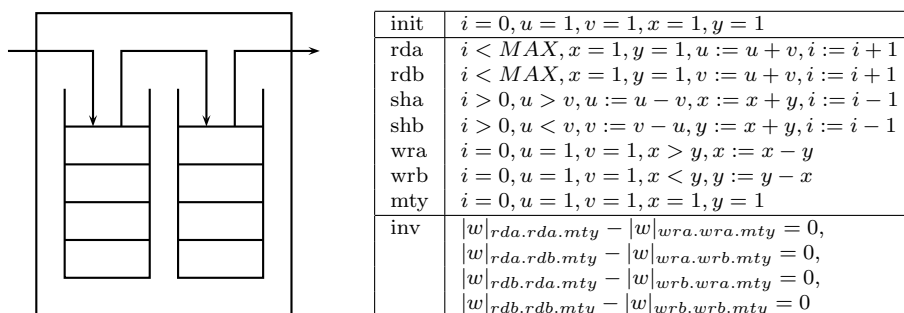 init i = 0, u = 1, v = 1, x = 1, y = 1
rda i < MAX, x = 1, y = 1, u := u + v, i := i + 1
rdb i < MAX, x = 1, y = 1, v := u + v, i := i + 1
sha i > 0, u > v, u := u − v, x := x + y, i := i − 1
shb i > 0, u < v, v := v − u, y := x + y, i := i − 1
wra i = 0, u = 1, v = 1, x > y, x := x − y
wrb i = 0, u = 1, v = 1, x < y, y := y − x
mty i = 0, u = 1, v = 1, x = 1, y = 1
inv |w|rda.rda.mty − |w|wra.wra.mty = 0,
|w|rda.rdb.mty − |w|wra.wrb.mty = 0,
|w|rdb.rda.mty − |w|wrb.wra.mty = 0,
|w|rdb.rdb.mty − |w|wrb.wrb.mty = 0